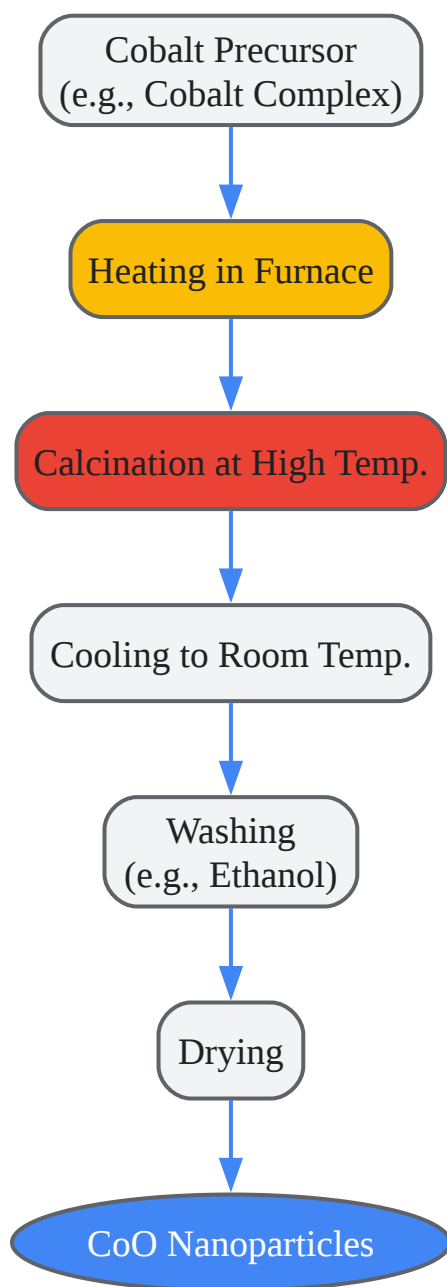 Cobalt Precursor
(e.g., Cobalt Complex)
Heating in Furnace
Calcination at High Temp.
Cooling to Room Temp.
Washing
(e.g., Ethanol)
Drying
CoO Nanoparticles